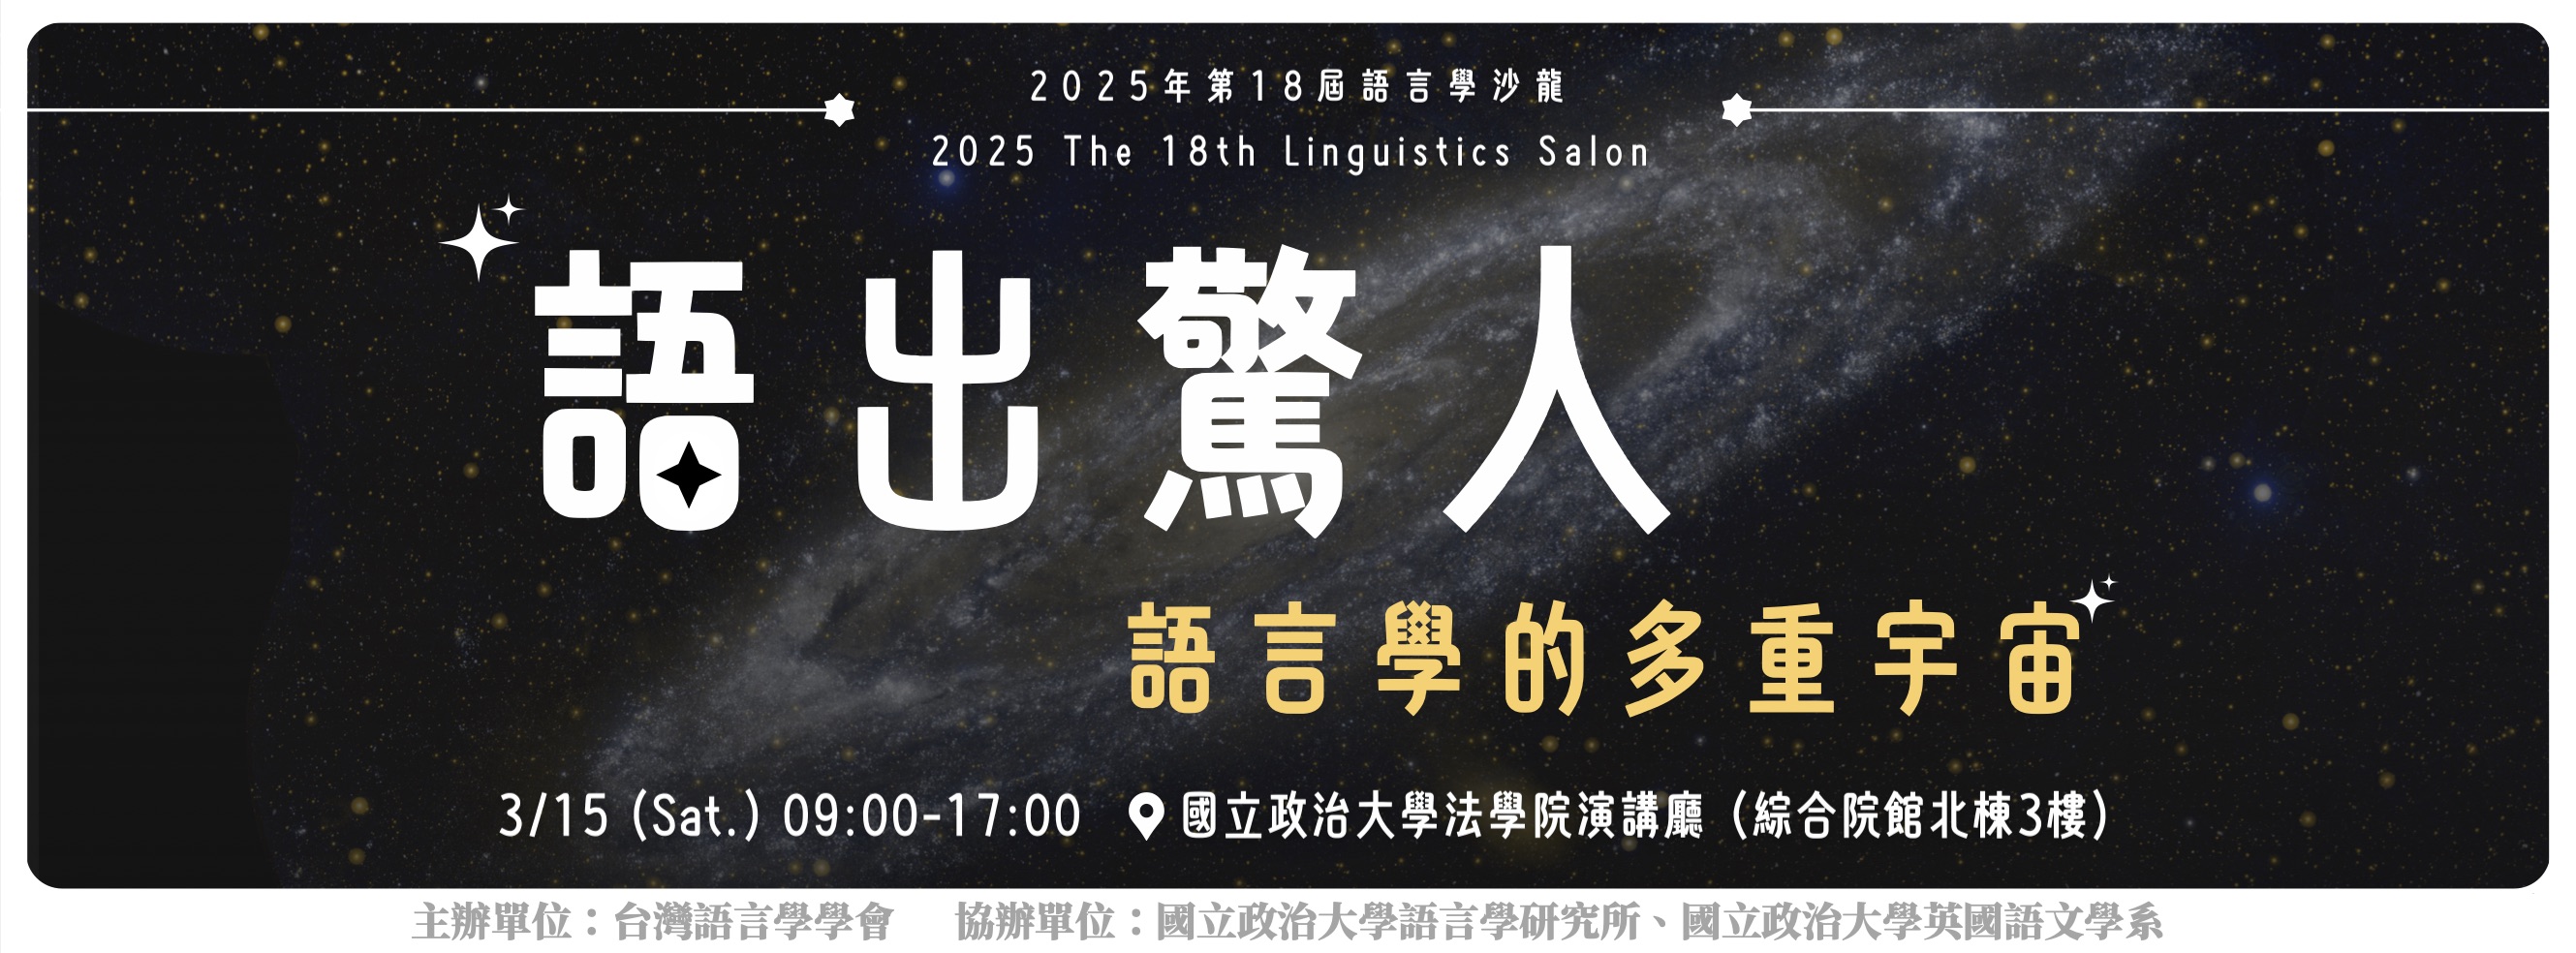 2025年第18屆語言學沙龍
2025 The 18th Linguistics Salon
語出驚人
語言學的多重宇宙
3/15 (Sat.) 09:00-17:00 國立政治大學法學院演講廳 (綜合院館北棟3樓)
主辦單位：台灣語言學學會 協辦單位：國立政治大學語言學研究所、國立政治大學英國語文學系